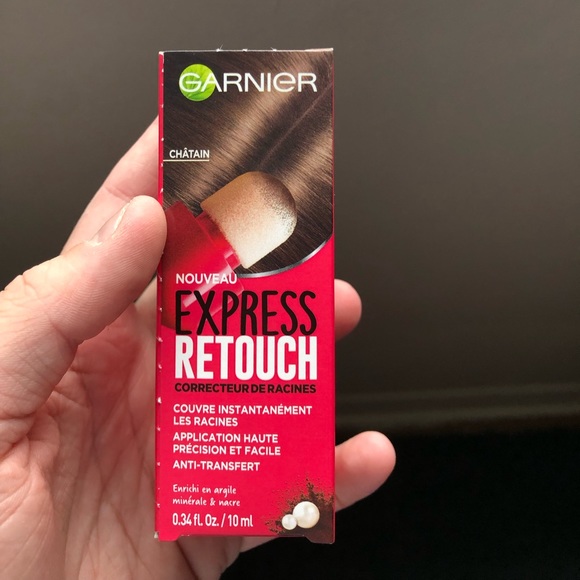 GARNIER
CHÂTAIN
NOUVEAU
EXPRESS
RETOUCH
CORRECTEUR DE RACINES
COUVRE INSTANTANÉMENT
LES RACINES
APPLICATION HAUTE
PRÉCISION ET FACILE
ANTI-TRANSFERT
Enrichi en argile
minérale & nacre
0.34 fl. Oz. / 10 ml